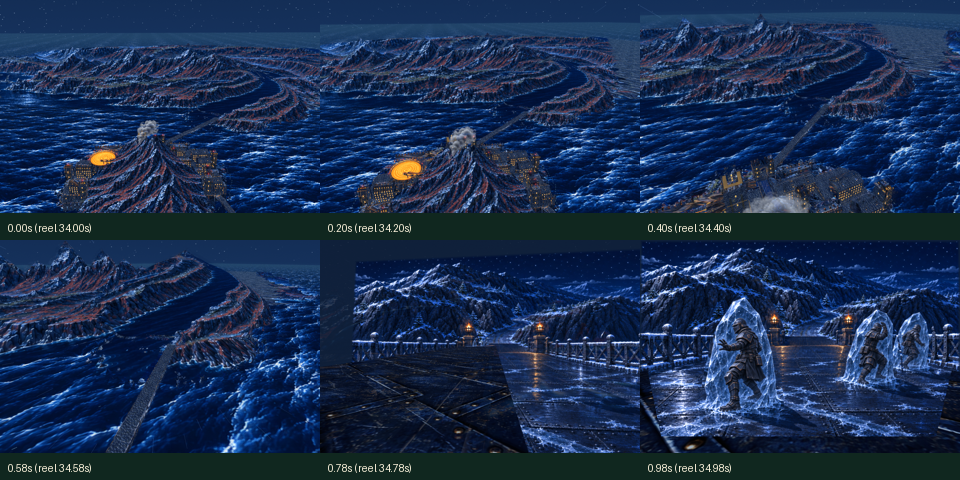 0.00s (reel 34.00s)
0.20s (reel 34.20s)
0.40s (reel 34.40s)
0.58s (reel 34.58s)
0.78s (reel 34.78s)
0.98s (reel 34.98s)